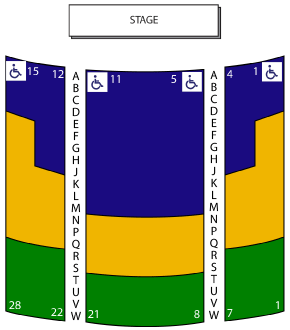 STAGE
15 12 11 5 4 1
A A
B B
C C
D D
E E
F F
G G
H H
J J
K K
L L
M M
N N
P P
Q Q
R R
S S
T T
U U
V V
W W
28 22 21 8 7 1